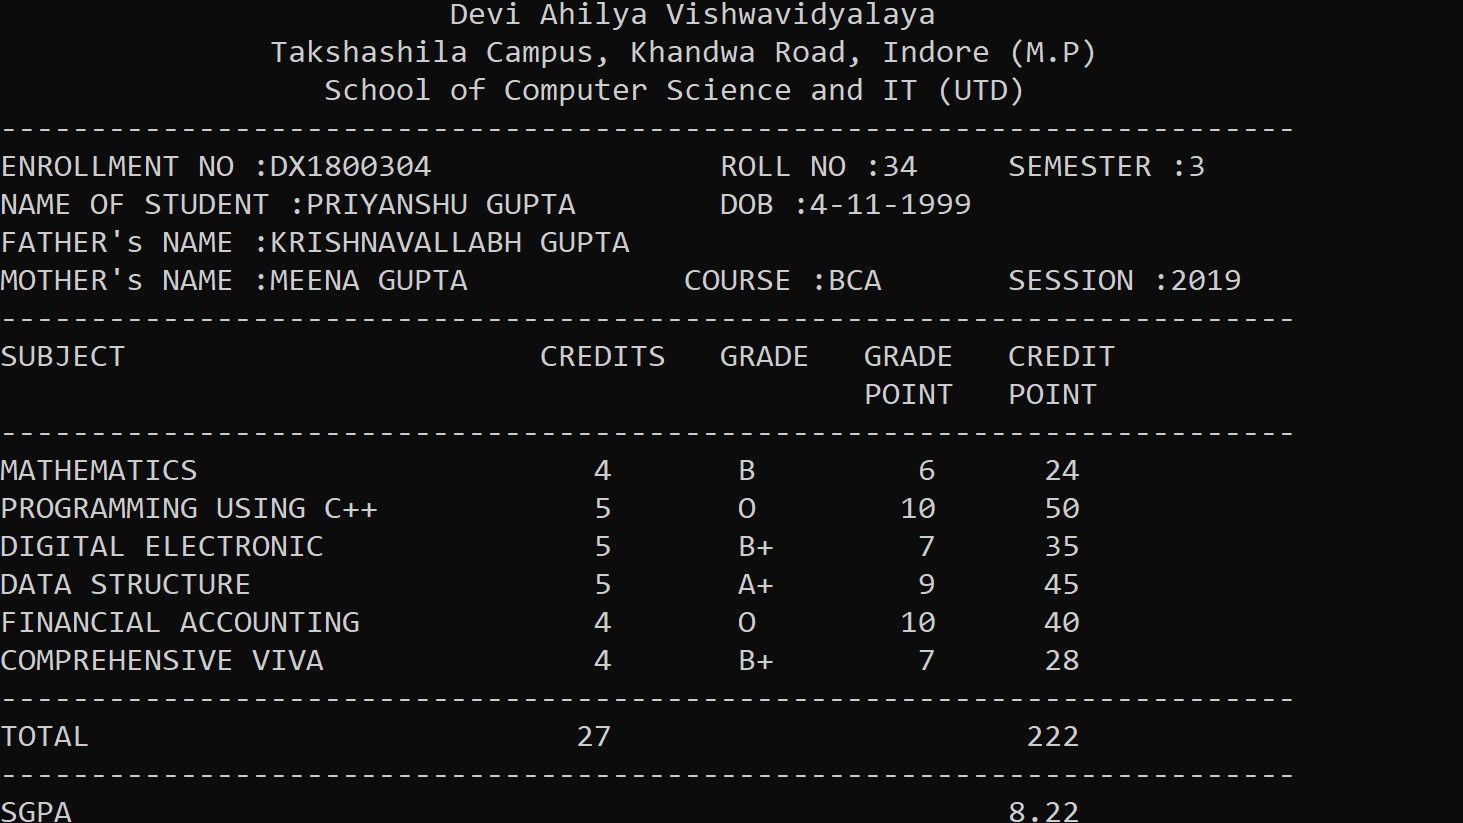 Devi Ahilya Vishwavidyalaya
Takshashila Campus, Khandwa Road, Indore (M.P)
School of Computer Science and IT (UTD)
------------------------------------------------------------------------
ENROLLMENT NO :DX1800304                ROLL NO :34     SEMESTER :3
NAME OF STUDENT :PRIYANSHU GUPTA        DOB :4-11-1999
FATHER's NAME :KRISHNAVALLABH GUPTA
MOTHER's NAME :MEENA GUPTA            COURSE :BCA       SESSION :2019
------------------------------------------------------------------------
SUBJECT                       CREDITS   GRADE   GRADE   CREDIT
                                                POINT   POINT
------------------------------------------------------------------------
MATHEMATICS                      4       B         6      24
PROGRAMMING USING C++            5       O        10      50
DIGITAL ELECTRONIC               5       B+        7      35
DATA STRUCTURE                   5       A+        9      45
FINANCIAL ACCOUNTING             4       O        10      40
COMPREHENSIVE VIVA               4       B+        7      28
------------------------------------------------------------------------
TOTAL                           27                       222
------------------------------------------------------------------------
SGPA                                                    8.22